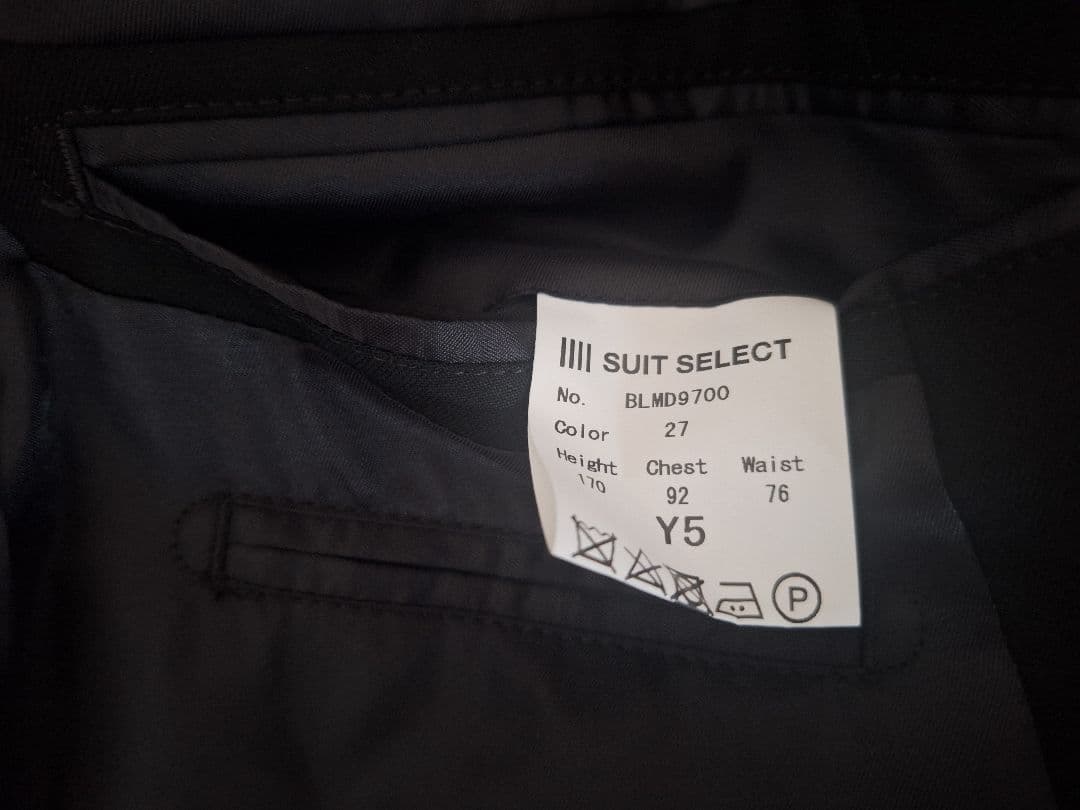 SUIT SELECT
No. BLMD9700
Color 27
Height Chest Waist
170 92 76
Y5
P